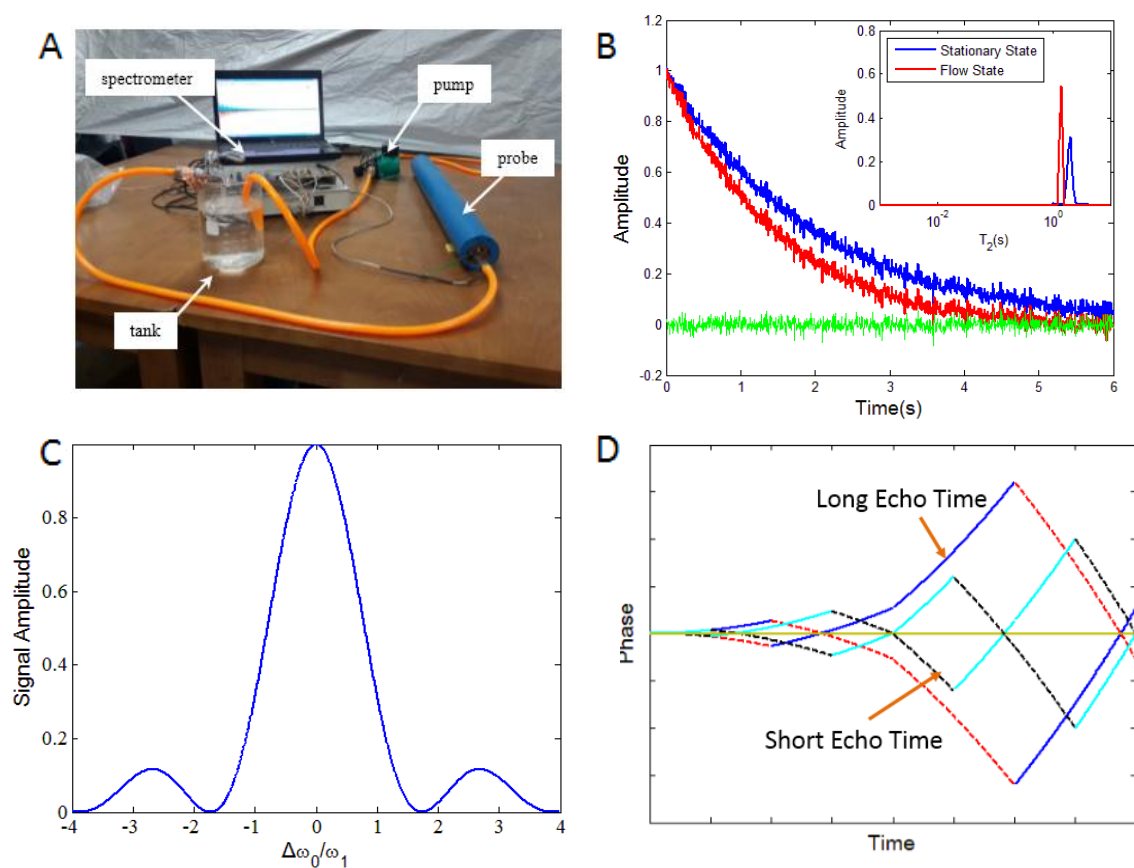 A
spectrometer
pump
probe
tank
B
Amplitude
1
0.8
0.6
0.4
0.2
0
-0.2
0
1
2
3
4
5
6
Time(s)
Stationary State
Flow State
Amplitude
0.8
0.6
0.4
0.2
0
10^-2
10^0
T_2(s)
C
Signal Amplitude
0.8
0.6
0.4
0.2
0
-4
-3
-2
-1
0
1
2
3
4
Δω_0/ω_1
D
Phase
Long Echo Time
Short Echo Time
Time